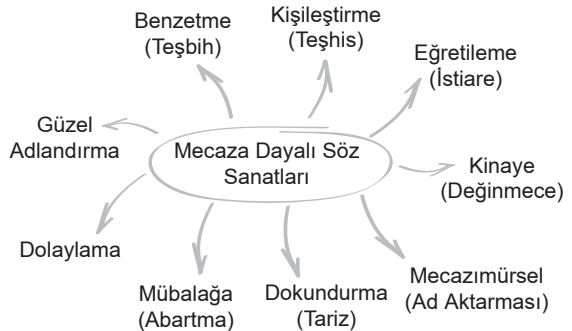 Benzetme
(Teşbih)
Kişileştirme
(Teşhis)
Eğretileme
(İstiare)
Güzel
Adlandırma
Mecaza Dayalı Söz
Sanatları
Kinaye
(Değinmece)
Dolaylama
Mübalağa
(Abartma)
Dokundurma
(Tariz)
Mecazımürsel
(Ad Aktarması)